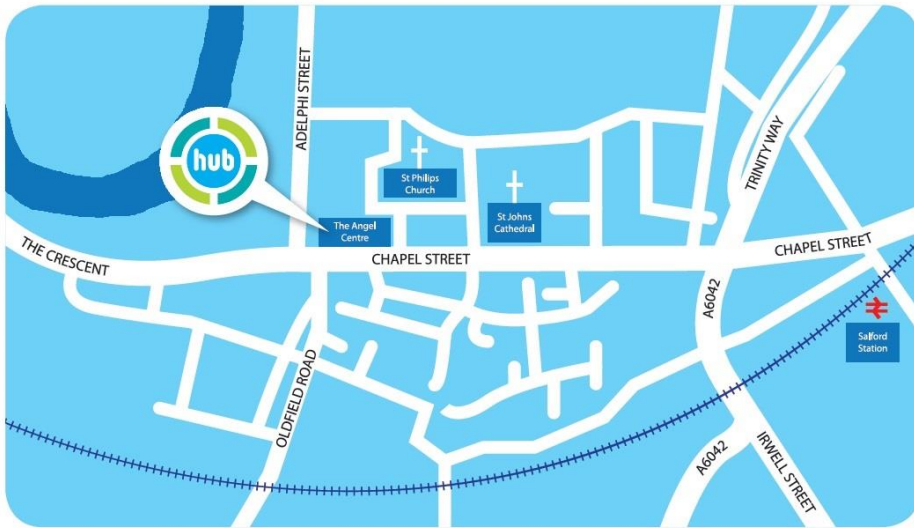 ADELPHI STREET
hub
TRINITY WAY
St Philips
Church
St Johns
Cathedral
The Angel
Centre
THE CRESCENT
CHAPEL STREET
CHAPEL STREET
A6042
Salford
Station
OLDFIELD ROAD
A6042
IRWELL STREET